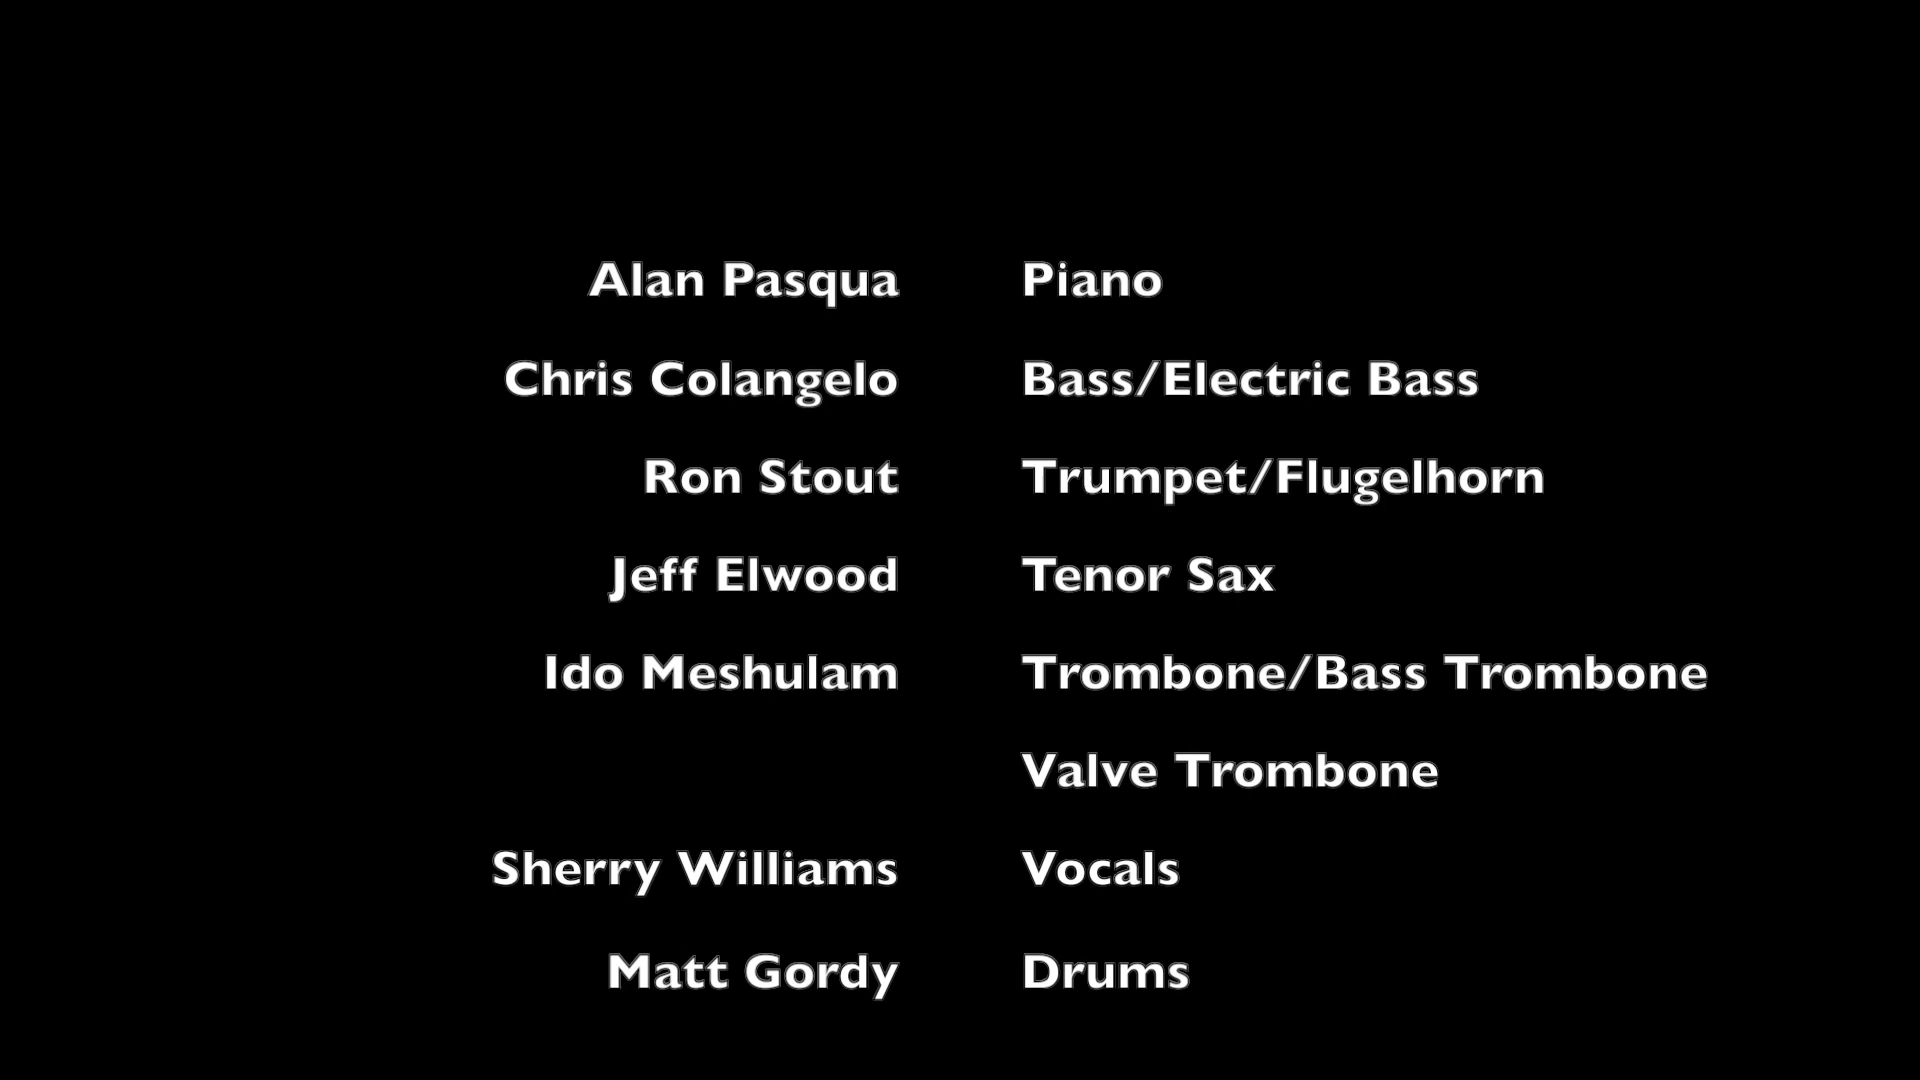 Alan Pasqua Piano
Chris Colangelo Bass/Electric Bass
Ron Stout Trumpet/Flugelhorn
Jeff Elwood Tenor Sax
Ido Meshulam Trombone/Bass Trombone
Valve Trombone
Sherry Williams Vocals
Matt Gordy Drums